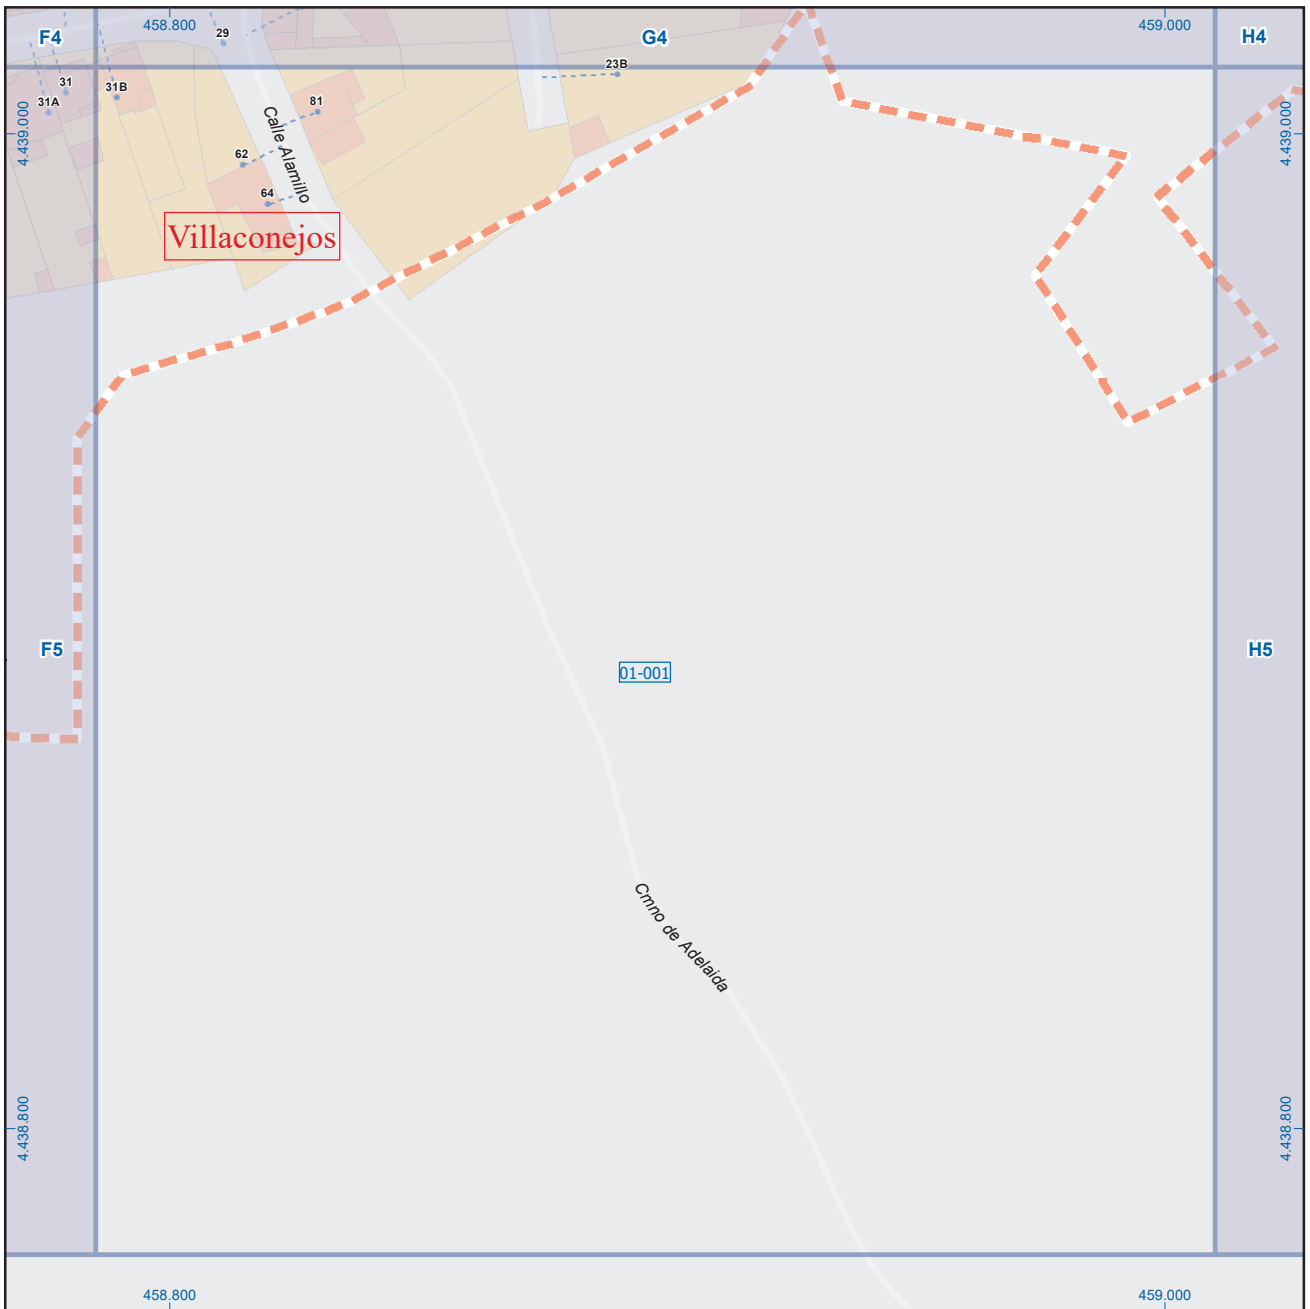 458.800
459.000
F4
G4
H4
29
23B
31
31B
31A
81
4.439.000
4.439.000
Calle Alamillo
62
64
Villaconejos
F5
H5
01-001
Cmno de Adelaida
4.438.800
4.438.800
458.800
459.000